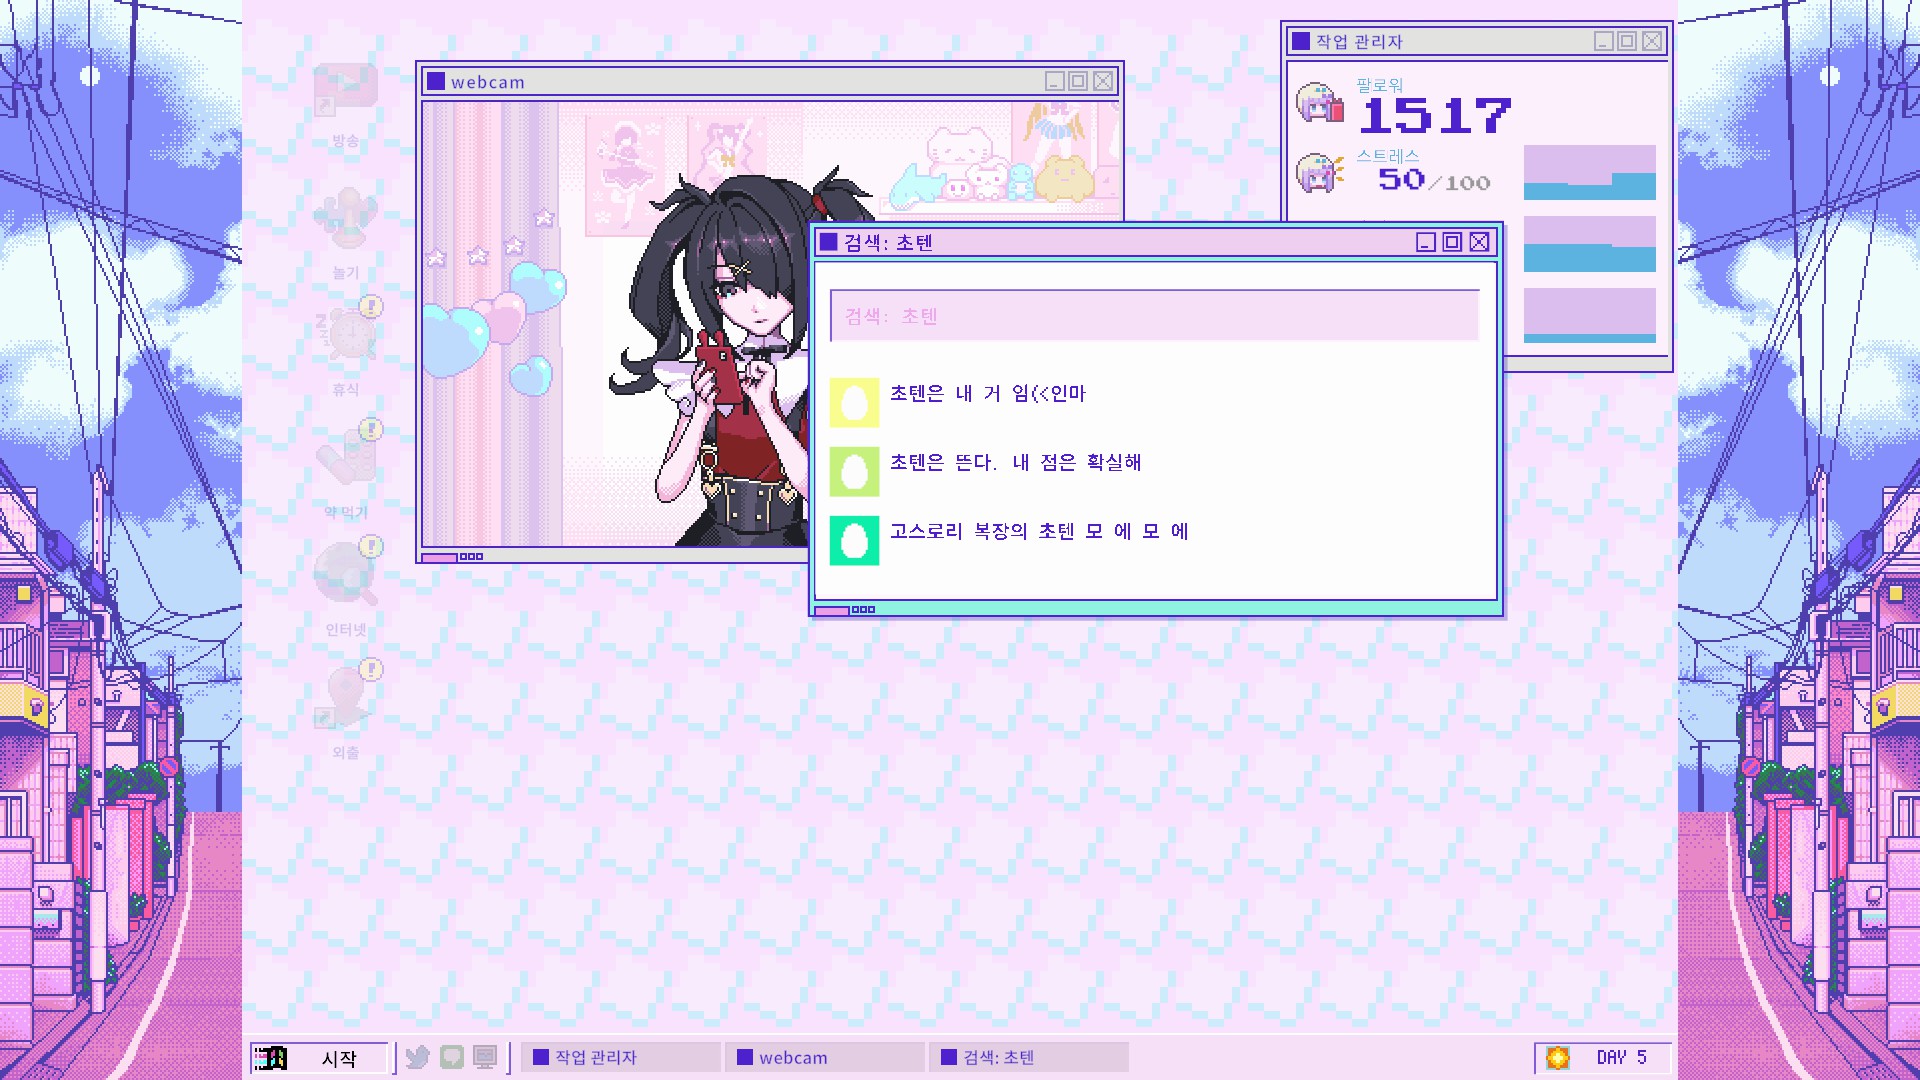 작업 관리자
팔로워
1517
스트레스
50/100
webcam
방송
놀기
휴식
약 먹기
인터넷
외출
검색: 초텐
검색: 초텐
초텐은 내 거 임(<인마
초텐은 뜬다. 내 점은 확실해
고스로리 복장의 초텐 모 에 모 에
시작
작업 관리자
webcam
검색: 초텐
DAY 5